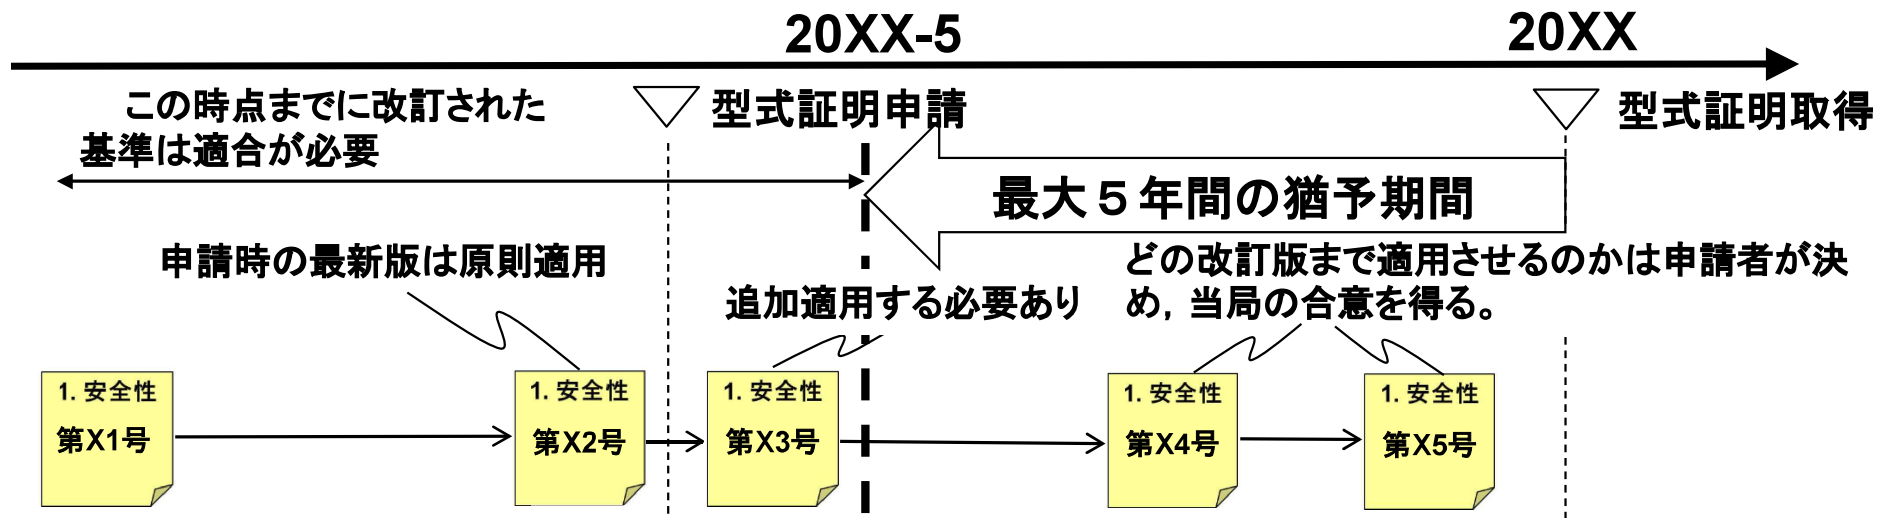 20XX-5
20XX
この時点までに改訂された
基準は適合が必要
型式証明申請
型式証明取得
最大５年間の猶予期間
申請時の最新版は原則適用
追加適用する必要あり
どの改訂版まで適用させるのかは申請者が決
め，当局の合意を得る。
1. 安全性
第X1号
1. 安全性
第X2号
1. 安全性
第X3号
1. 安全性
第X4号
1. 安全性
第X5号